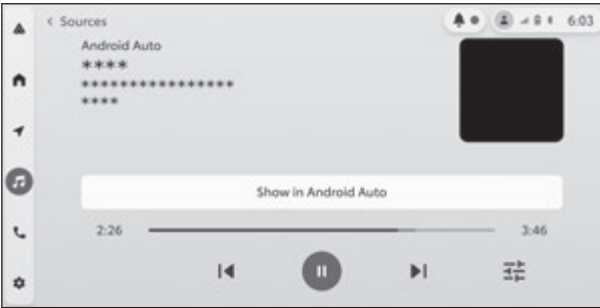 < Sources
6:03
Android Auto
****
****************
****
Show in Android Auto
2:26
3:46